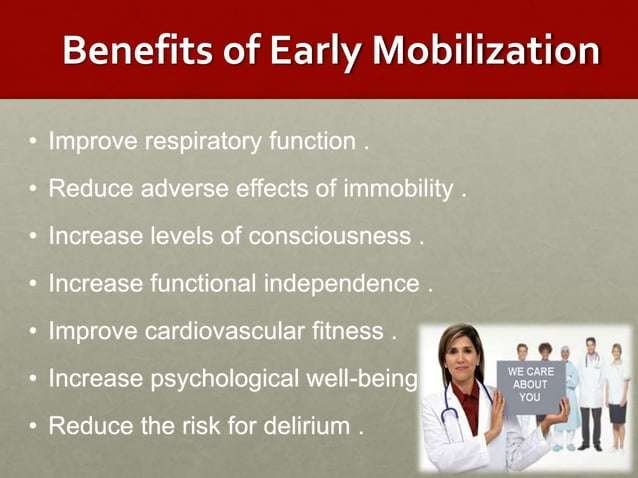 Benefits of Early Mobilization
• Improve respiratory function .
• Reduce adverse effects of immobility .
• Increase levels of consciousness .
• Increase functional independence .
• Improve cardiovascular fitness .
• Increase psychological well-being
• Reduce the risk for delirium .
WE CARE
ABOUT
YOU